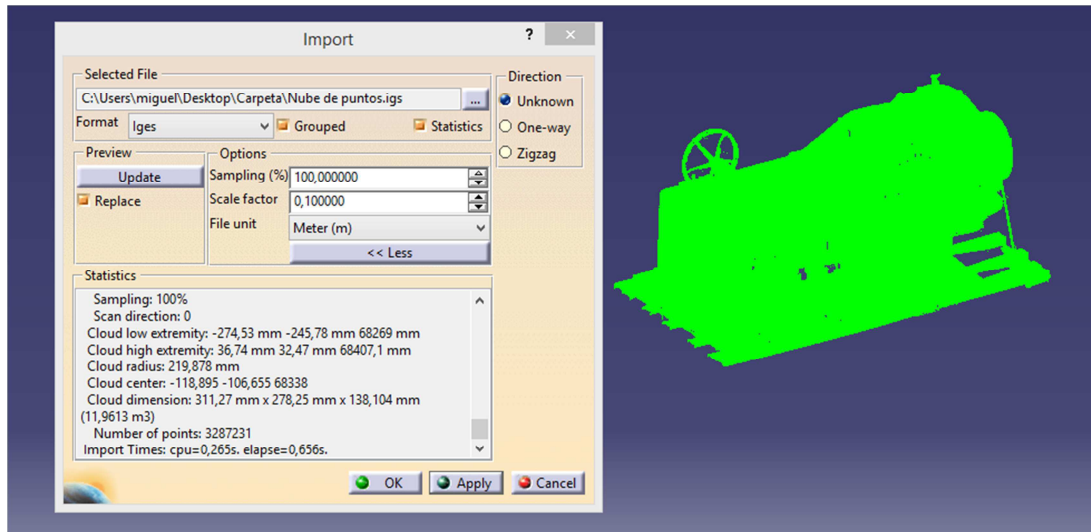 Import
? ×
Selected File
C:\Users\miguel\Desktop\Carpeta\Nube de puntos.igs ...
Format Iges Grouped Statistics
Direction
Unknown
One-way
Zigzag
Preview
Update
Replace
Options
Sampling (%) 100,000000
Scale factor 0,100000
File unit Meter (m)
<< Less
Statistics
Sampling: 100%
Scan direction: 0
Cloud low extremity: -274,53 mm -245,78 mm 68269 mm
Cloud high extremity: 36,74 mm 32,47 mm 68407,1 mm
Cloud radius: 219,878 mm
Cloud center: -118,895 -106,655 68338
Cloud dimension: 311,27 mm x 278,25 mm x 138,104 mm
(11,9613 m3)
Number of points: 3287231
Import Times: cpu=0,265s. elapse=0,656s.
OK Apply Cancel